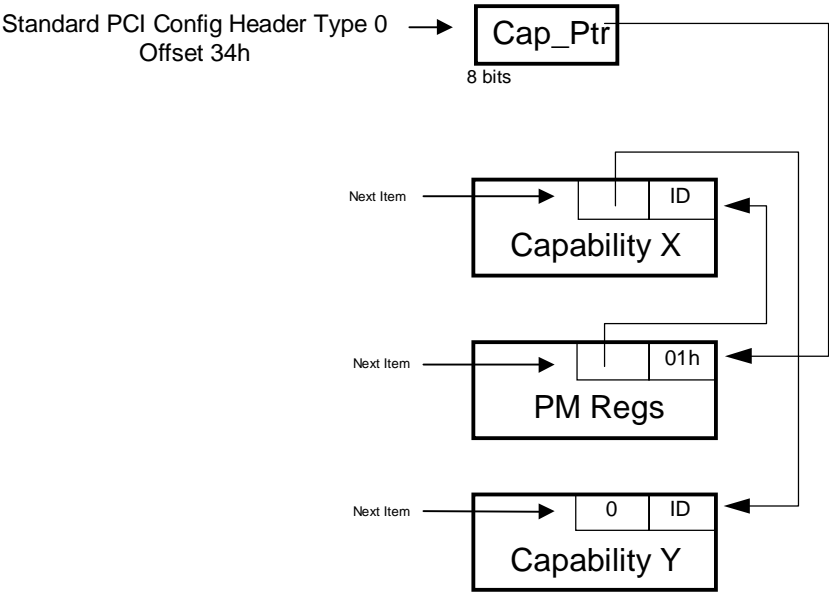 Standard PCI Config Header Type 0
Offset 34h
Cap_Ptr
8 bits
Next Item
ID
Capability X
Next Item
01h
PM Regs
Next Item
0
ID
Capability Y